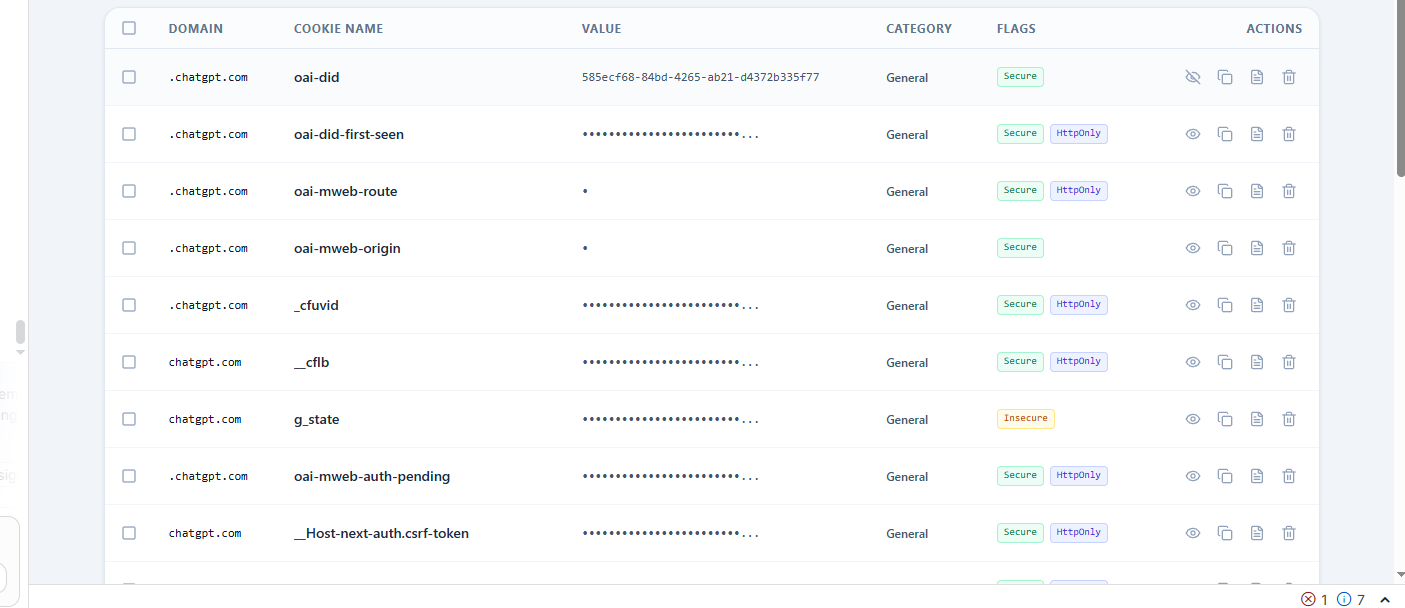 DOMAIN COOKIE NAME VALUE CATEGORY FLAGS ACTIONS
.chatgpt.com oai-did 585ecf68-84bd-4265-ab21-d4372b335f77 General Secure
.chatgpt.com oai-did-first-seen ••••••••••••••••••••••••... General Secure HttpOnly
.chatgpt.com oai-mweb-route • General Secure HttpOnly
.chatgpt.com oai-mweb-origin • General Secure
.chatgpt.com _cfuvid ••••••••••••••••••••••••... General Secure HttpOnly
chatgpt.com __cflb ••••••••••••••••••••••••... General Secure HttpOnly
chatgpt.com g_state ••••••••••••••••••••••••... General Insecure
.chatgpt.com oai-mweb-auth-pending ••••••••••••••••••••••••... General Secure HttpOnly
chatgpt.com __Host-next-auth.csrf-token ••••••••••••••••••••••••... General Secure HttpOnly
1 7